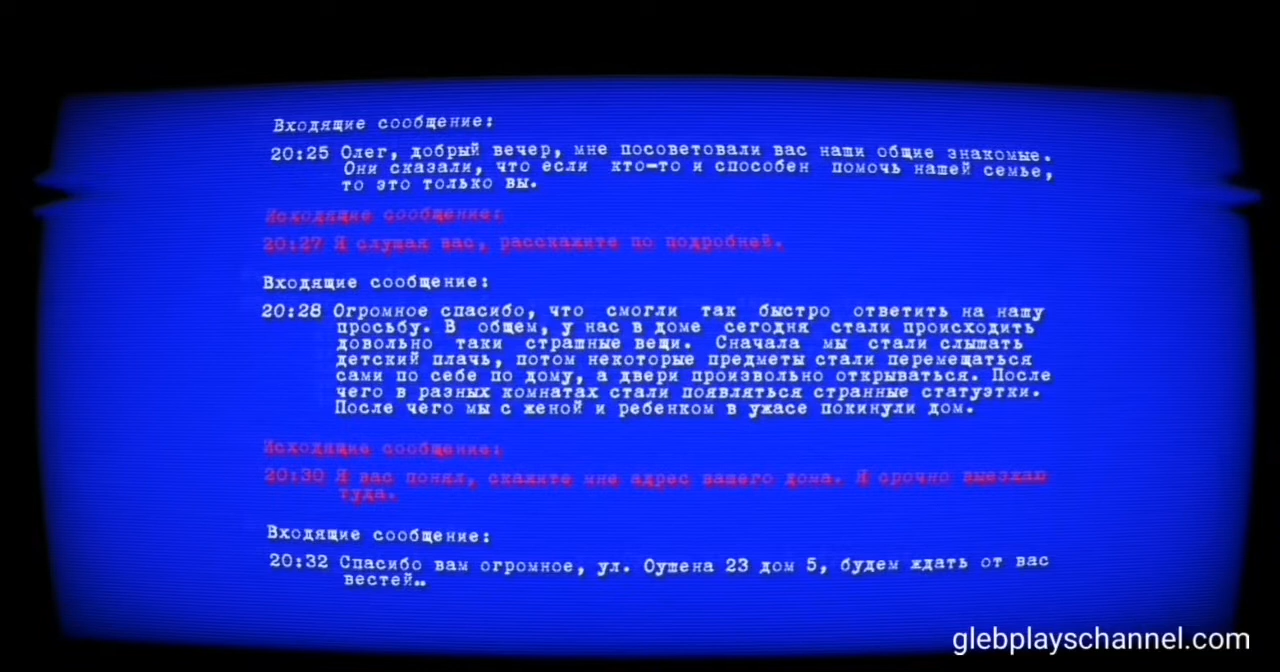 Входящие сообщение:
20:25 Олег, добрый вечер, мне посоветовали вас наши общие знакомые.
Они сказали, что если кто-то и способен помочь нашей семье,
то это только вы.
Исходящие сообщение:
20:27 Я слушая вас, расскажите по подробней.
Входящие сообщение:
20:28 Огромное спасибо, что смогли так быстро ответить на нашу
просьбу. В общем, у нас в доме сегодня стали происходить
довольно таки страшные вещи. Сначала мы стали слышать
детский плачь, потом некоторые предметы стали перемещаться
сами по себе по дому, а двери произвольно открываться. После
чего в разных комнатах стали появляться странные статуэтки.
После чего мы с женой и ребенком в ужасе покинули дом.
Исходящие сообщение:
20:30 Я вас понял, скажите мне адрес вашего дома. Я срочно выезжаю
туда.
Входящие сообщение:
20:32 Спасибо вам огромное, ул. Оушена 23 дом 5, будем ждать от вас
вестей..
glebplayschannel.com